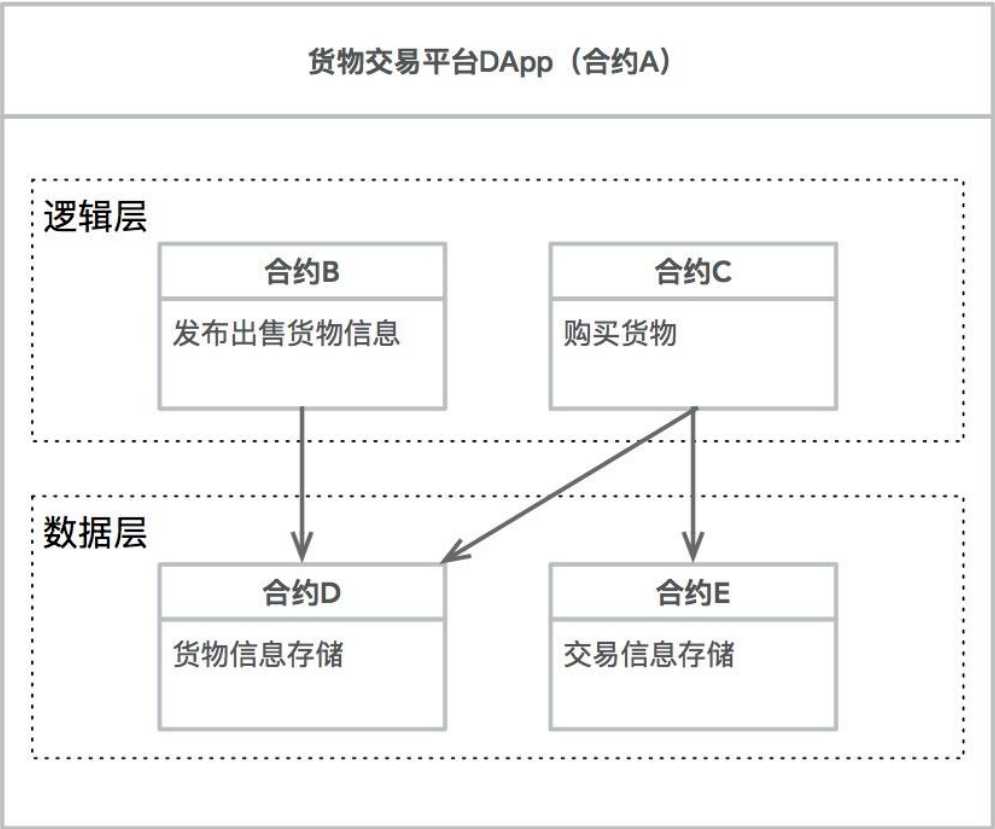 货物交易平台DApp（合约A）
逻辑层
合约B
发布出售货物信息
合约C
购买货物
数据层
合约D
货物信息存储
合约E
交易信息存储